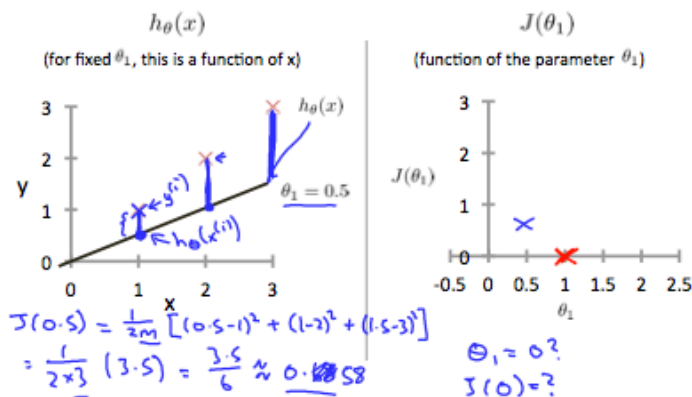 hθ(x)
(for fixed θ₁, this is a function of x)
3
2
1
0
y
0 1 2 3
x
hθ(x)
θ₁ = 0.5
y⁽ⁱ⁾
hθ(x⁽ⁱ⁾)
J(0.5) = 1/2m [(0.5-1)² + (1-2)² + (1.5-3)²]
= 1/2×3 (3.5) = 3.5/6 ≈ 0.58
J(θ₁)
(function of the parameter θ₁)
3
2
1
0
J(θ₁)
-0.5 0 0.5 1 1.5 2 2.5
θ₁
θ₁ = 0?
J(0) = ?